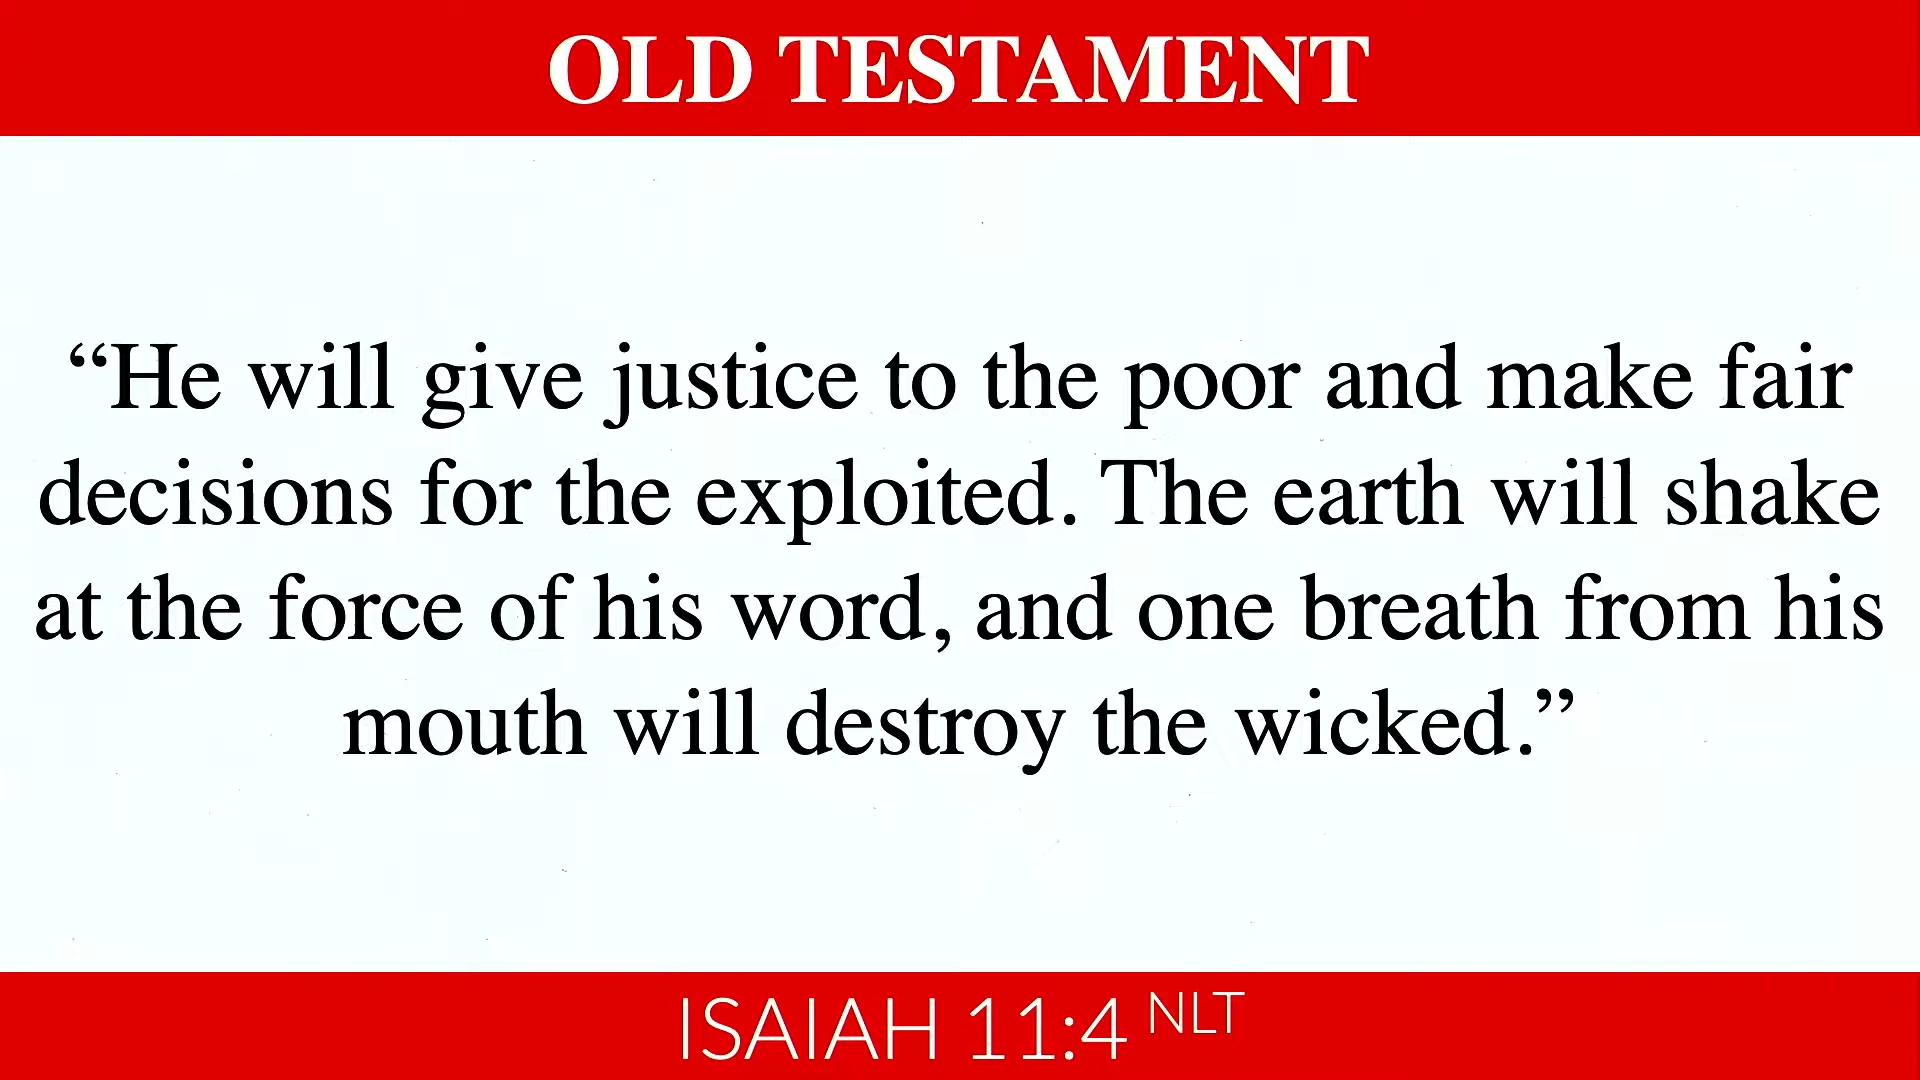 OLD TESTAMENT
“He will give justice to the poor and make fair
decisions for the exploited. The earth will shake
at the force of his word, and one breath from his
mouth will destroy the wicked.”
ISAIAH 11:4 NLT